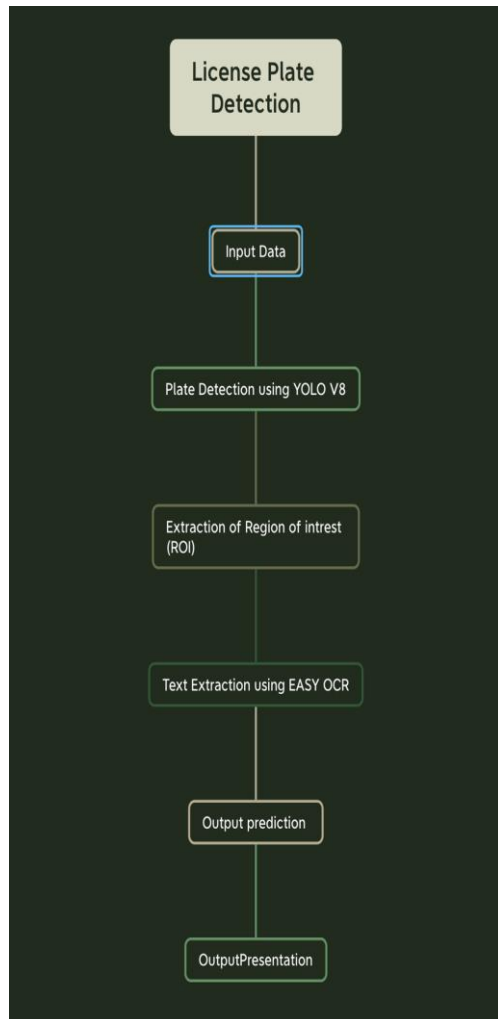 License Plate
Detection
Input Data
Plate Detection using YOLO V8
Extraction of Region of intrest
(ROI)
Text Extraction using EASY OCR
Output prediction
OutputPresentation